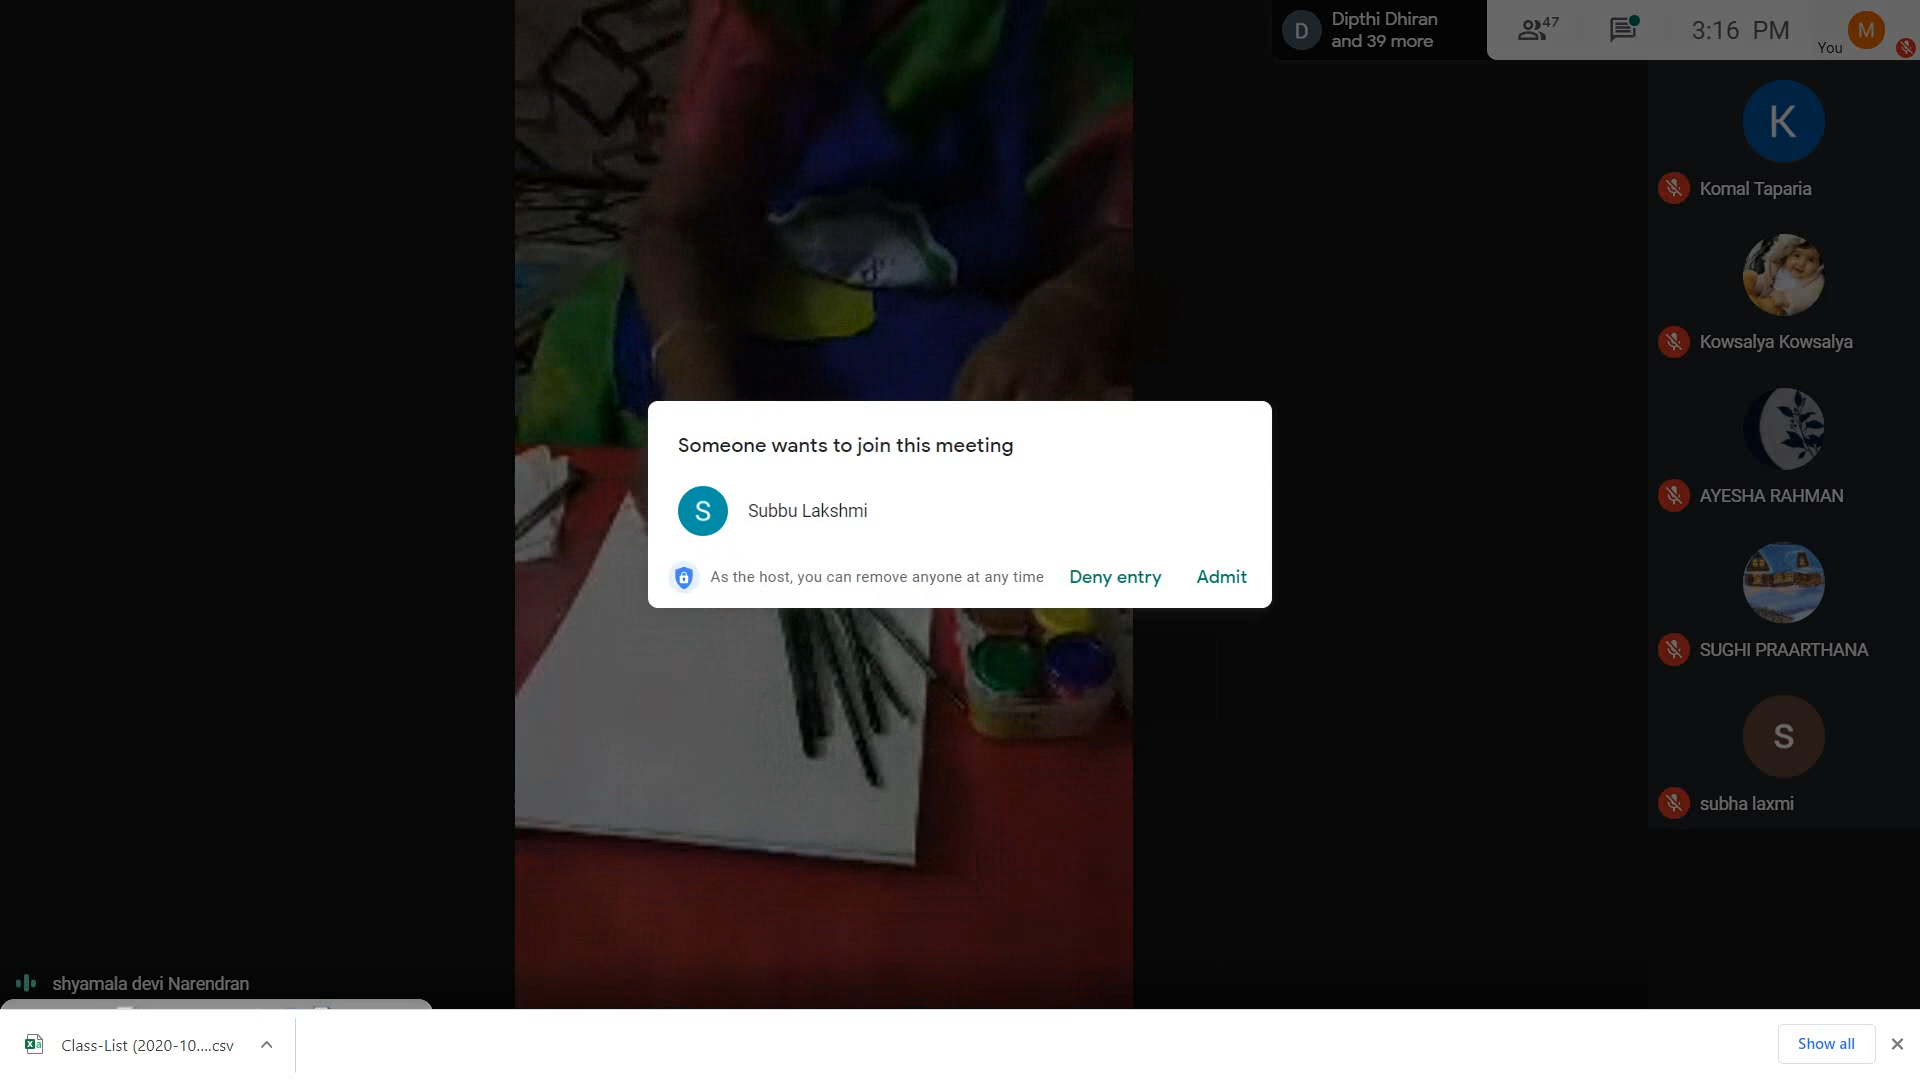 D
Dipthi Dhiran
and 39 more
47
3:16 PM
You
M
K
Komal Taparia
Kowsalya Kowsalya
AYESHA RAHMAN
SUGHI PRAARTHANA
S
subha laxmi
Someone wants to join this meeting
S
Subbu Lakshmi
As the host, you can remove anyone at any time
Deny entry
Admit
shyamala devi Narendran
Class-List (2020-10....csv
Show all